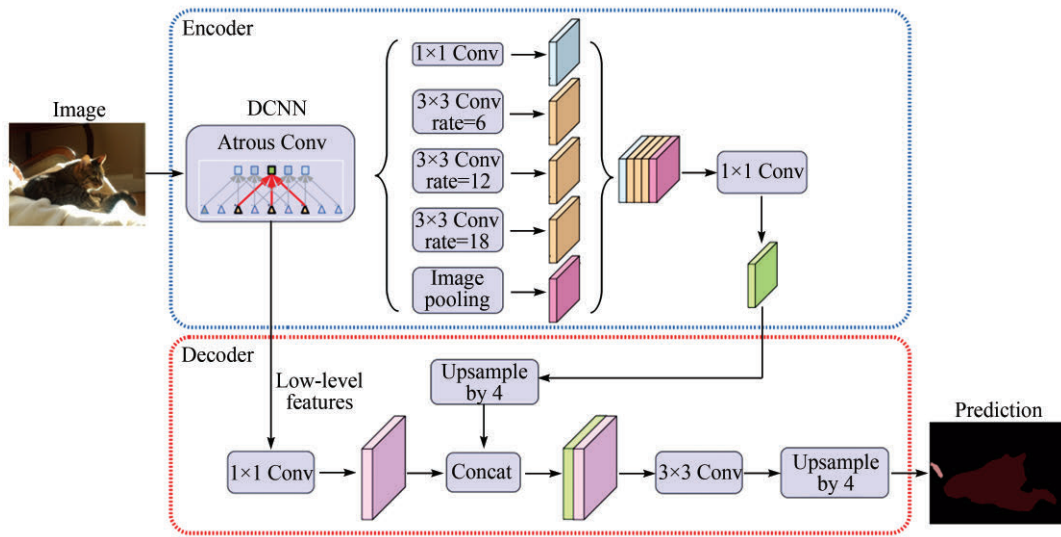 Encoder
Image
DCNN
Atrous Conv
1×1 Conv
3×3 Conv
rate=6
3×3 Conv
rate=12
3×3 Conv
rate=18
Image
pooling
1×1 Conv
Decoder
Low-level
features
Upsample
by 4
1×1 Conv
Concat
3×3 Conv
Upsample
by 4
Prediction